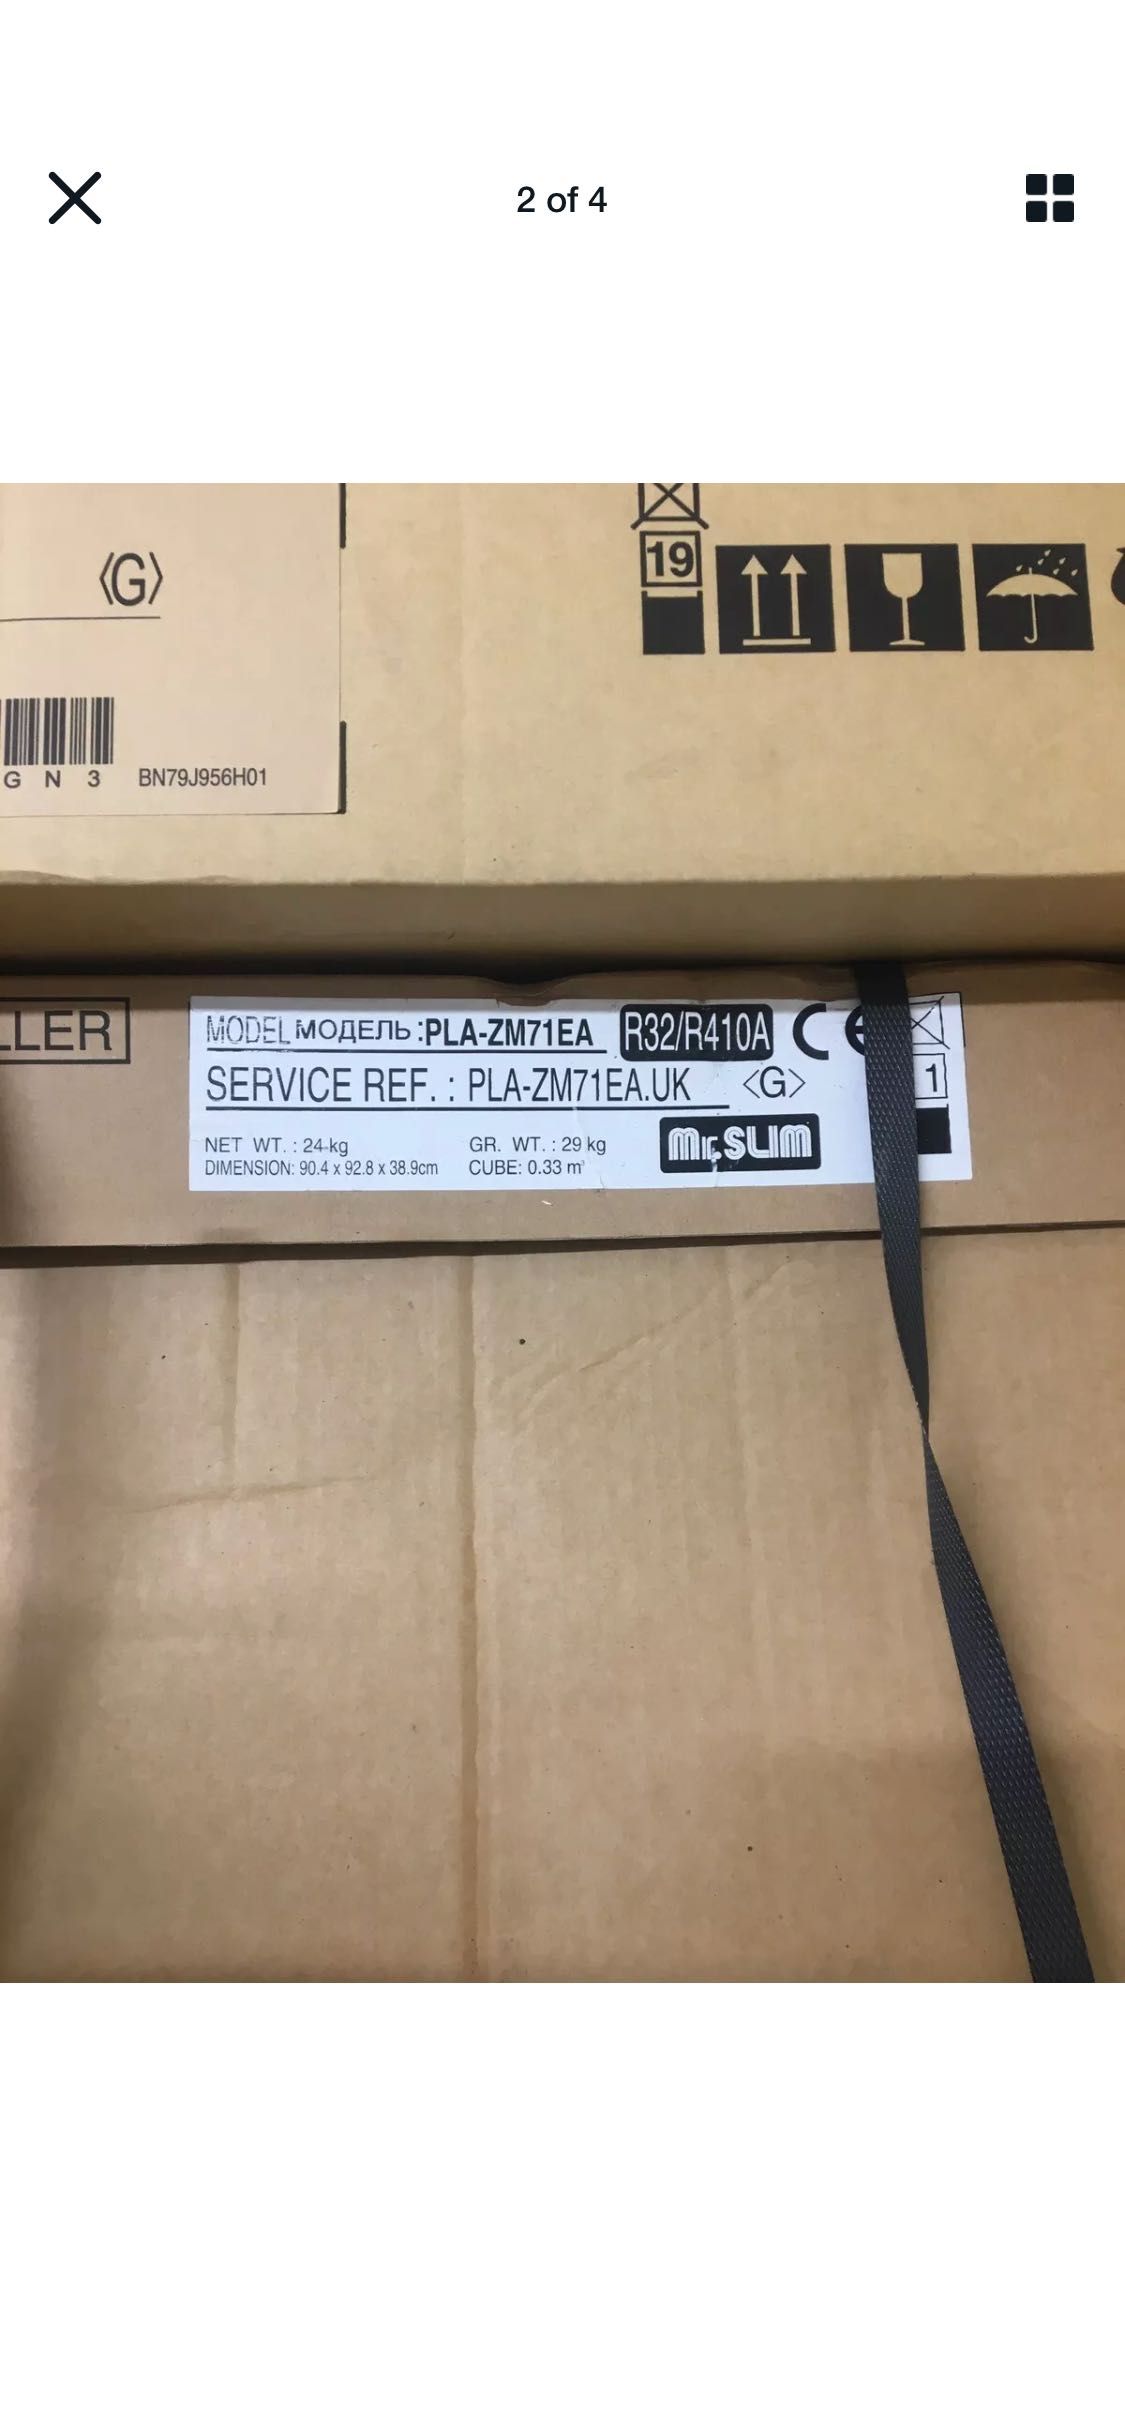 2 of 4
<G>
19
G N 3 BN79J956H01
LLER
MODEL МОДЕЛЬ :PLA-ZM71EA R32/R410A CE
SERVICE REF. : PLA-ZM71EA.UK <G>
1
NET WT. : 24 kg GR. WT. : 29 kg
DIMENSION: 90.4 x 92.8 x 38.9cm CUBE: 0.33 m³
Mr.SLIM